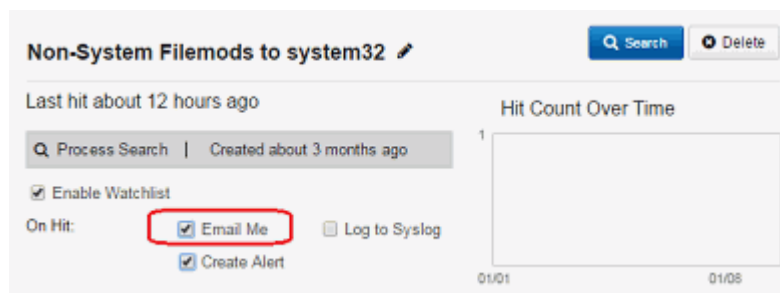 Non-System Filemods to system32
Search
Delete
Last hit about 12 hours ago
Hit Count Over Time
Process Search | Created about 3 months ago
1
Enable Watchlist
On Hit:
Email Me
Log to Syslog
Create Alert
01/01
01/08